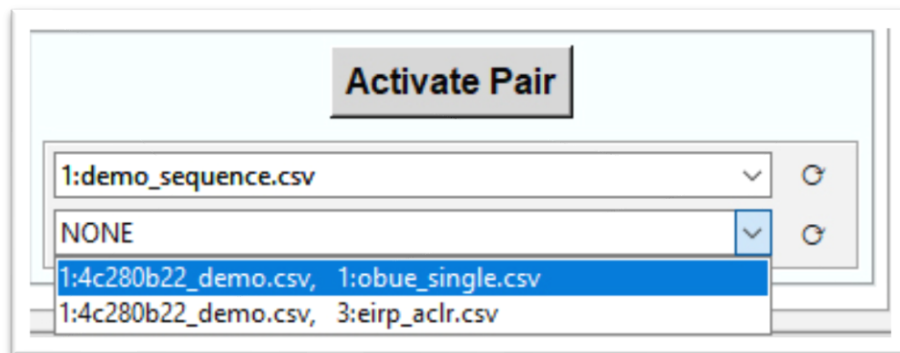 Activate Pair
1:demo_sequence.csv
NONE
1:4c280b22_demo.csv,   1:obue_single.csv
1:4c280b22_demo.csv,   3:eirp_aclr.csv